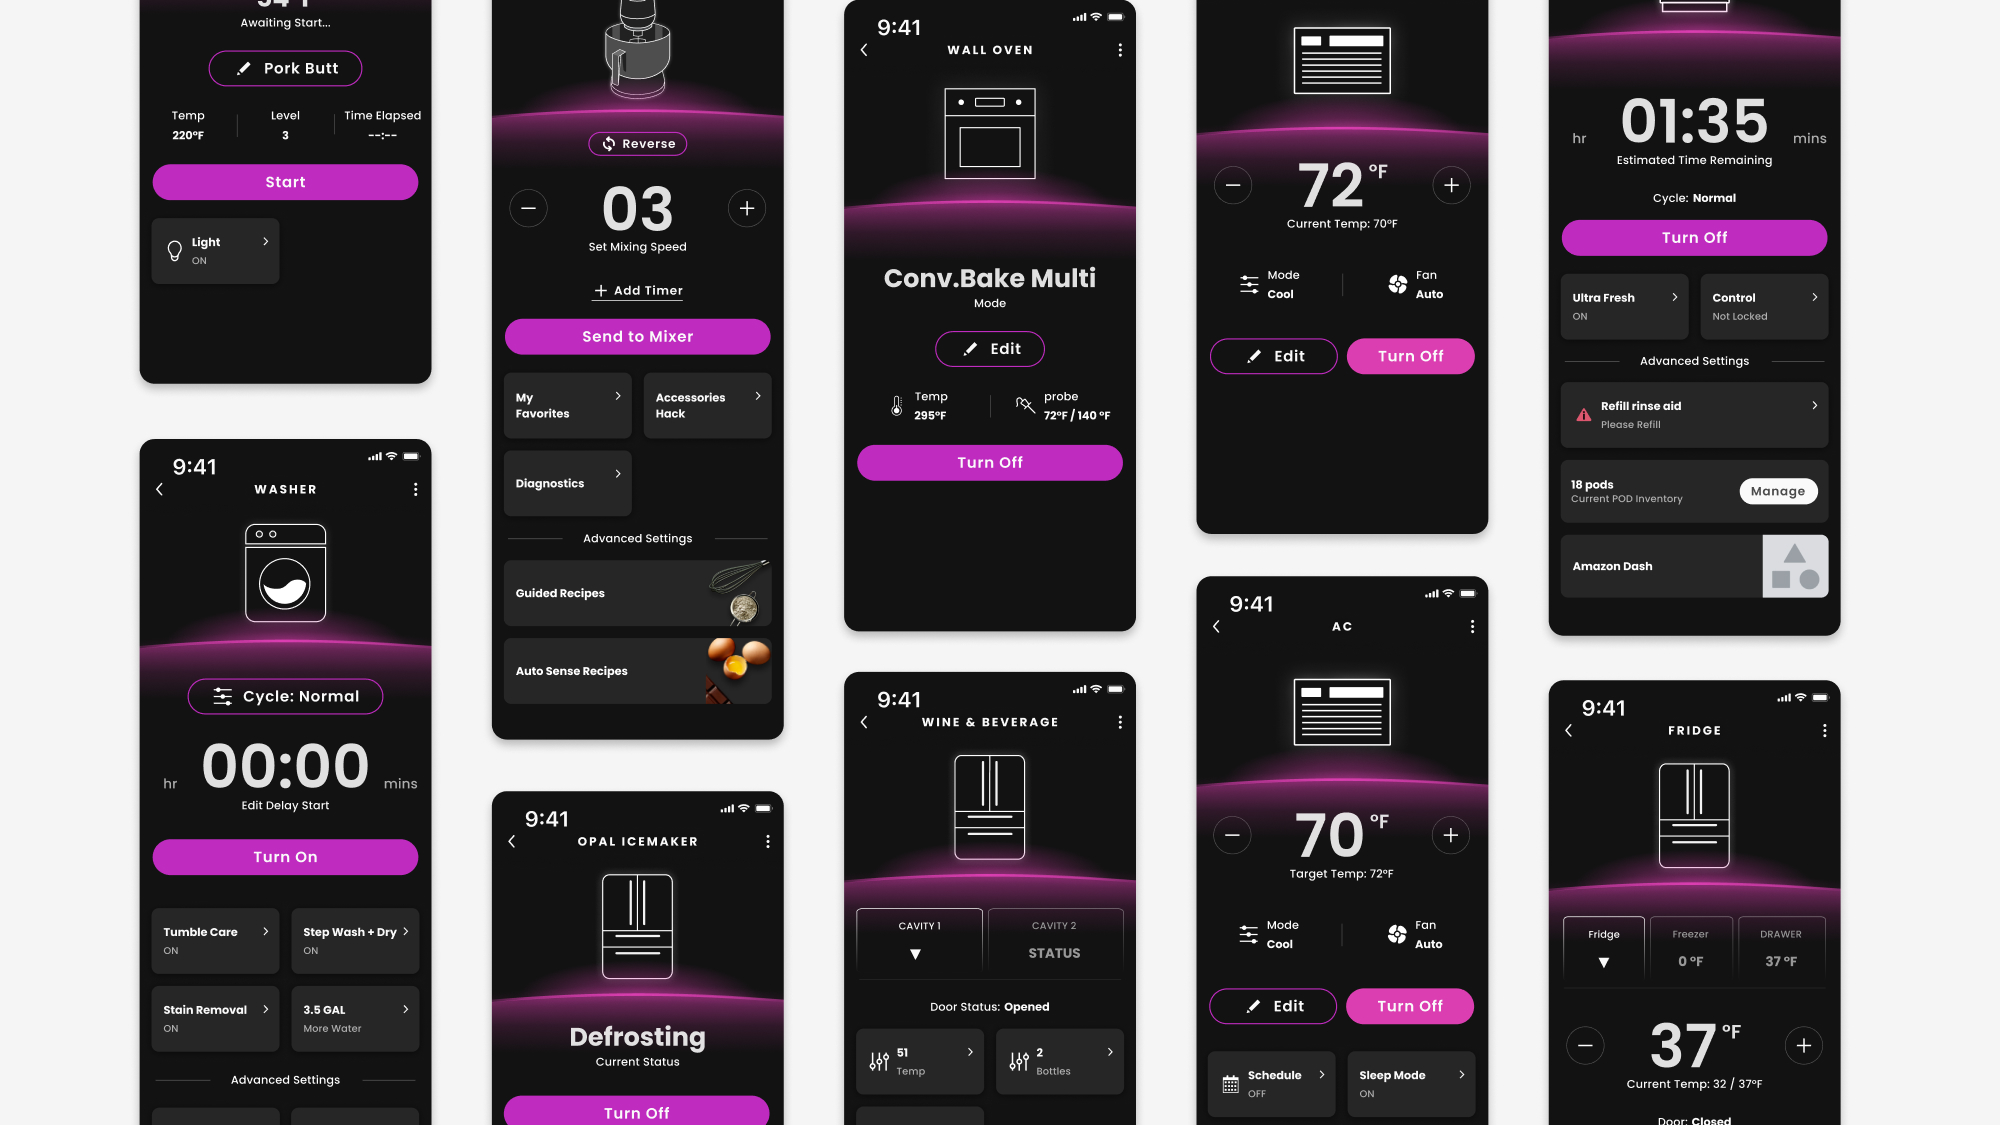 Awaiting Start...
Pork Butt
Temp
220°F
Level
3
Time Elapsed
--:--
Start
Light
ON
9:41
WASHER
Cycle: Normal
00:00
hr
mins
Edit Delay Start
Turn On
Tumble Care
ON
Step Wash + Dry
ON
Stain Removal
ON
3.5 GAL
More Water
Advanced Settings
Reverse
03
Set Mixing Speed
Add Timer
Send to Mixer
My
Favorites
Accessories
Hack
Diagnostics
Advanced Settings
Guided Recipes
Auto Sense Recipes
9:41
OPAL ICEMAKER
Defrosting
Current Status
Turn Off
9:41
WALL OVEN
Conv.Bake Multi
Mode
Edit
Temp
295°F
probe
72°F / 140 °F
Turn Off
9:41
WINE & BEVERAGE
CAVITY 1
CAVITY 2
STATUS
Door Status: Opened
51
Temp
2
Bottles
72 °F
Current Temp: 70°F
Mode
Cool
Fan
Auto
Edit
Turn Off
9:41
AC
70 °F
Target Temp: 72°F
Mode
Cool
Fan
Auto
Edit
Turn Off
Schedule
OFF
Sleep Mode
ON
01:35
hr
mins
Estimated Time Remaining
Cycle: Normal
Turn Off
Ultra Fresh
ON
Control
Not Locked
Advanced Settings
Refill rinse aid
Please Refill
18 pods
Current POD Inventory
Manage
Amazon Dash
9:41
FRIDGE
Fridge
Freezer
0 °F
DRAWER
37 °F
37 °F
Current Temp: 32 / 37°F
Door: Closed